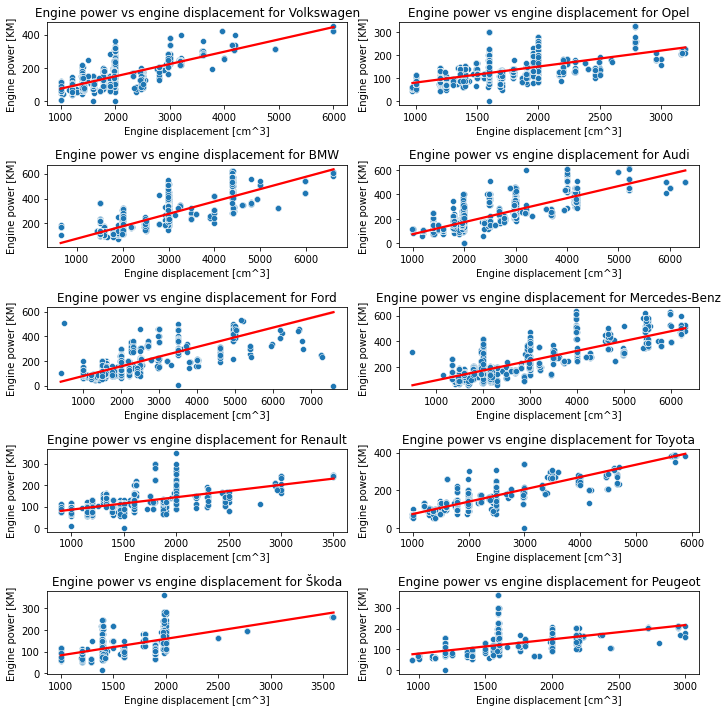 Engine power vs engine displacement for Volkswagen
Engine power [KM]
400
200
0
1000 2000 3000 4000 5000 6000
Engine displacement [cm^3]
Engine power vs engine displacement for Opel
Engine power [KM]
300
200
100
0
1000 1500 2000 2500 3000
Engine displacement [cm^3]
Engine power vs engine displacement for BMW
Engine power [KM]
600
400
200
1000 2000 3000 4000 5000 6000
Engine displacement [cm^3]
Engine power vs engine displacement for Audi
Engine power [KM]
600
400
200
0
1000 2000 3000 4000 5000 6000
Engine displacement [cm^3]
Engine power vs engine displacement for Ford
Engine power [KM]
600
400
200
0
1000 2000 3000 4000 5000 6000 7000
Engine displacement [cm^3]
Engine power vs engine displacement for Mercedes-Benz
Engine power [KM]
600
400
200
1000 2000 3000 4000 5000 6000
Engine displacement [cm^3]
Engine power vs engine displacement for Renault
Engine power [KM]
300
200
100
0
1000 1500 2000 2500 3000 3500
Engine displacement [cm^3]
Engine power vs engine displacement for Toyota
Engine power [KM]
400
200
0
1000 2000 3000 4000 5000 6000
Engine displacement [cm^3]
Engine power vs engine displacement for Škoda
Engine power [KM]
300
200
100
0
1000 1500 2000 2500 3000 3500
Engine displacement [cm^3]
Engine power vs engine displacement for Peugeot
Engine power [KM]
300
200
100
0
1000 1500 2000 2500 3000
Engine displacement [cm^3]